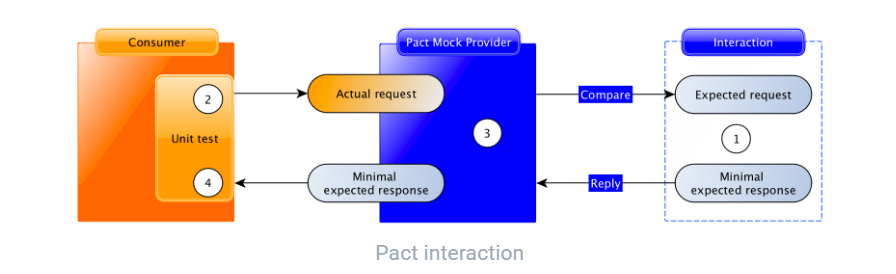 Consumer
Pact Mock Provider
Interaction
2
Actual request
Compare
Expected request
Unit test
3
1
4
Minimal
expected response
Reply
Minimal
expected response
Pact interaction